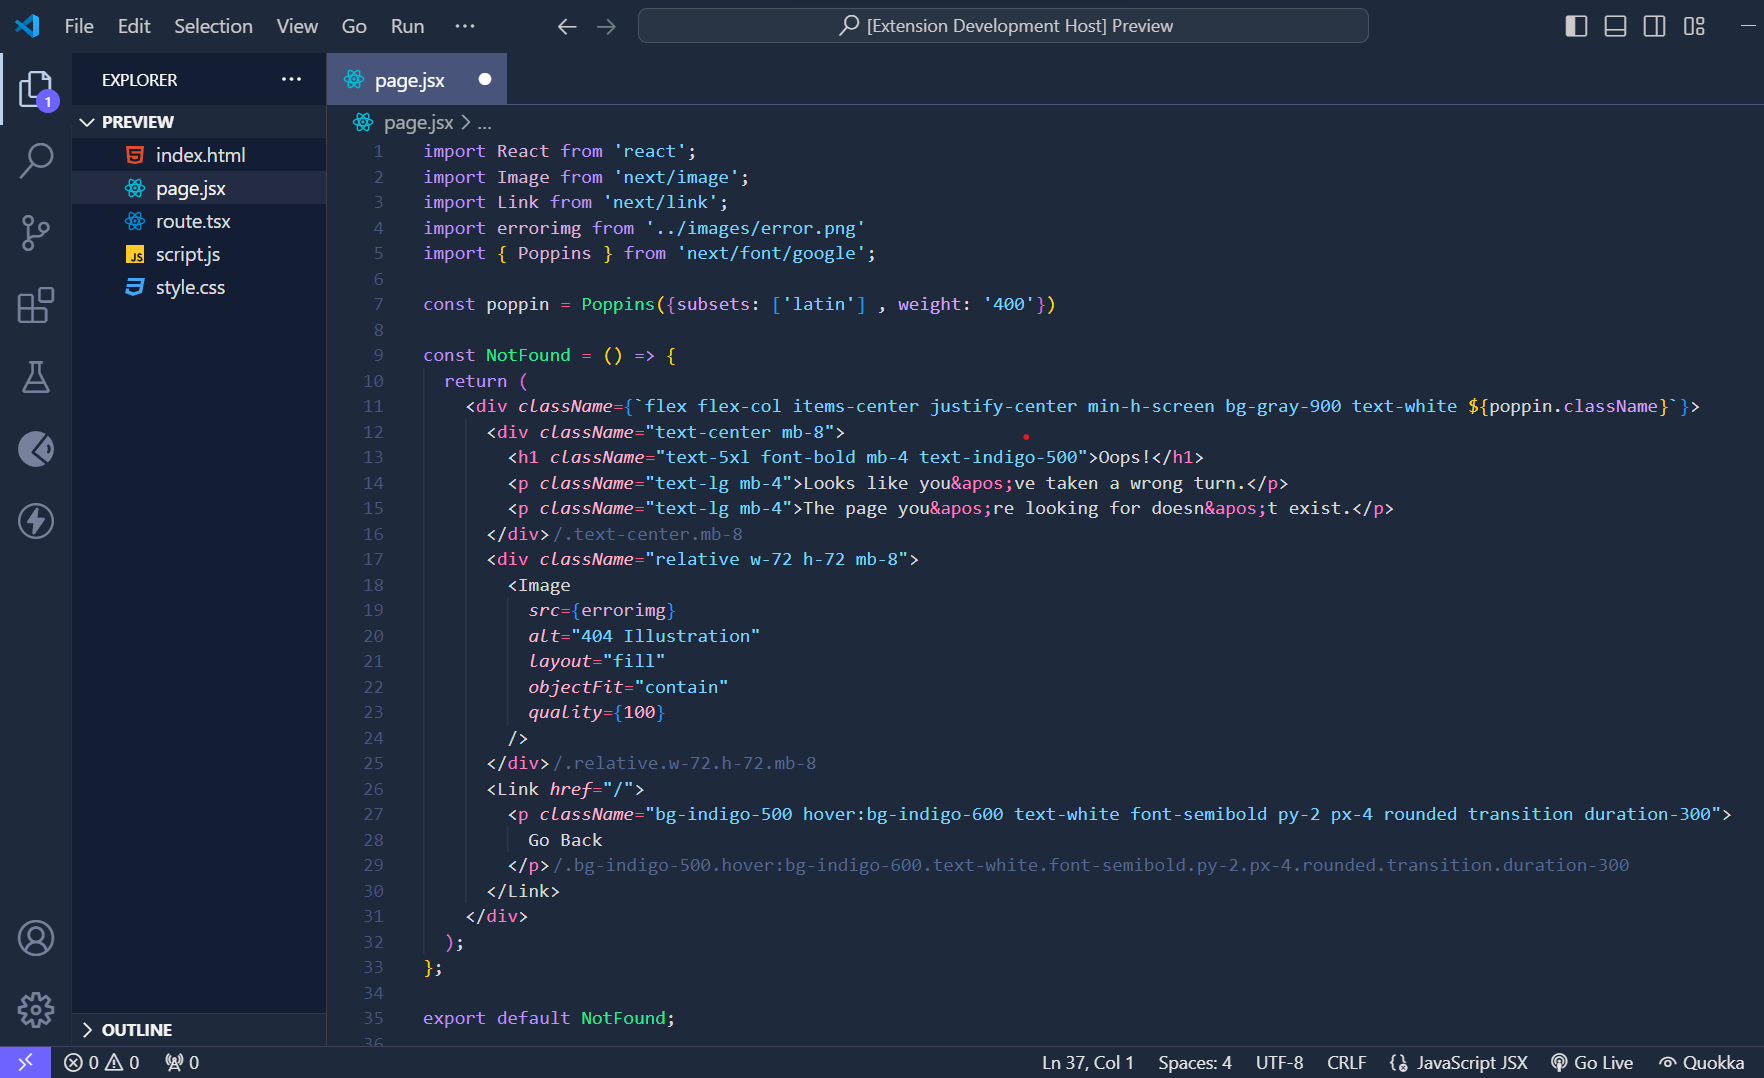 File Edit Selection View Go Run ···
[Extension Development Host] Preview
1
EXPLORER ···
page.jsx
PREVIEW
index.html
page.jsx
route.tsx
JS script.js
style.css
OUTLINE
page.jsx > ...
1 import React from 'react';
2 import Image from 'next/image';
3 import Link from 'next/link';
4 import errorimg from '../images/error.png'
5 import { Poppins } from 'next/font/google';
6
7 const poppin = Poppins({subsets: ['latin'] , weight: '400'})
8
9 const NotFound = () => {
10 return (
11 <div className={`flex flex-col items-center justify-center min-h-screen bg-gray-900 text-white ${poppin.className}`}>
12 <div className="text-center mb-8">
13 <h1 className="text-5xl font-bold mb-4 text-indigo-500">Oops!</h1>
14 <p className="text-lg mb-4">Looks like you&apos;ve taken a wrong turn.</p>
15 <p className="text-lg mb-4">The page you&apos;re looking for doesn&apos;t exist.</p>
16 </div>/.text-center.mb-8
17 <div className="relative w-72 h-72 mb-8">
18 <Image
19 src={errorimg}
20 alt="404 Illustration"
21 layout="fill"
22 objectFit="contain"
23 quality={100}
24 />
25 </div>/.relative.w-72.h-72.mb-8
26 <Link href="/">
27 <p className="bg-indigo-500 hover:bg-indigo-600 text-white font-semibold py-2 px-4 rounded transition duration-300">
28 Go Back
29 </p>/.bg-indigo-500.hover:bg-indigo-600.text-white.font-semibold.py-2.px-4.rounded.transition.duration-300
30 </Link>
31 </div>
32 );
33 };
34
35 export default NotFound;
36
0 0 0 Ln 37, Col 1 Spaces: 4 UTF-8 CRLF JavaScript JSX Go Live Quokka